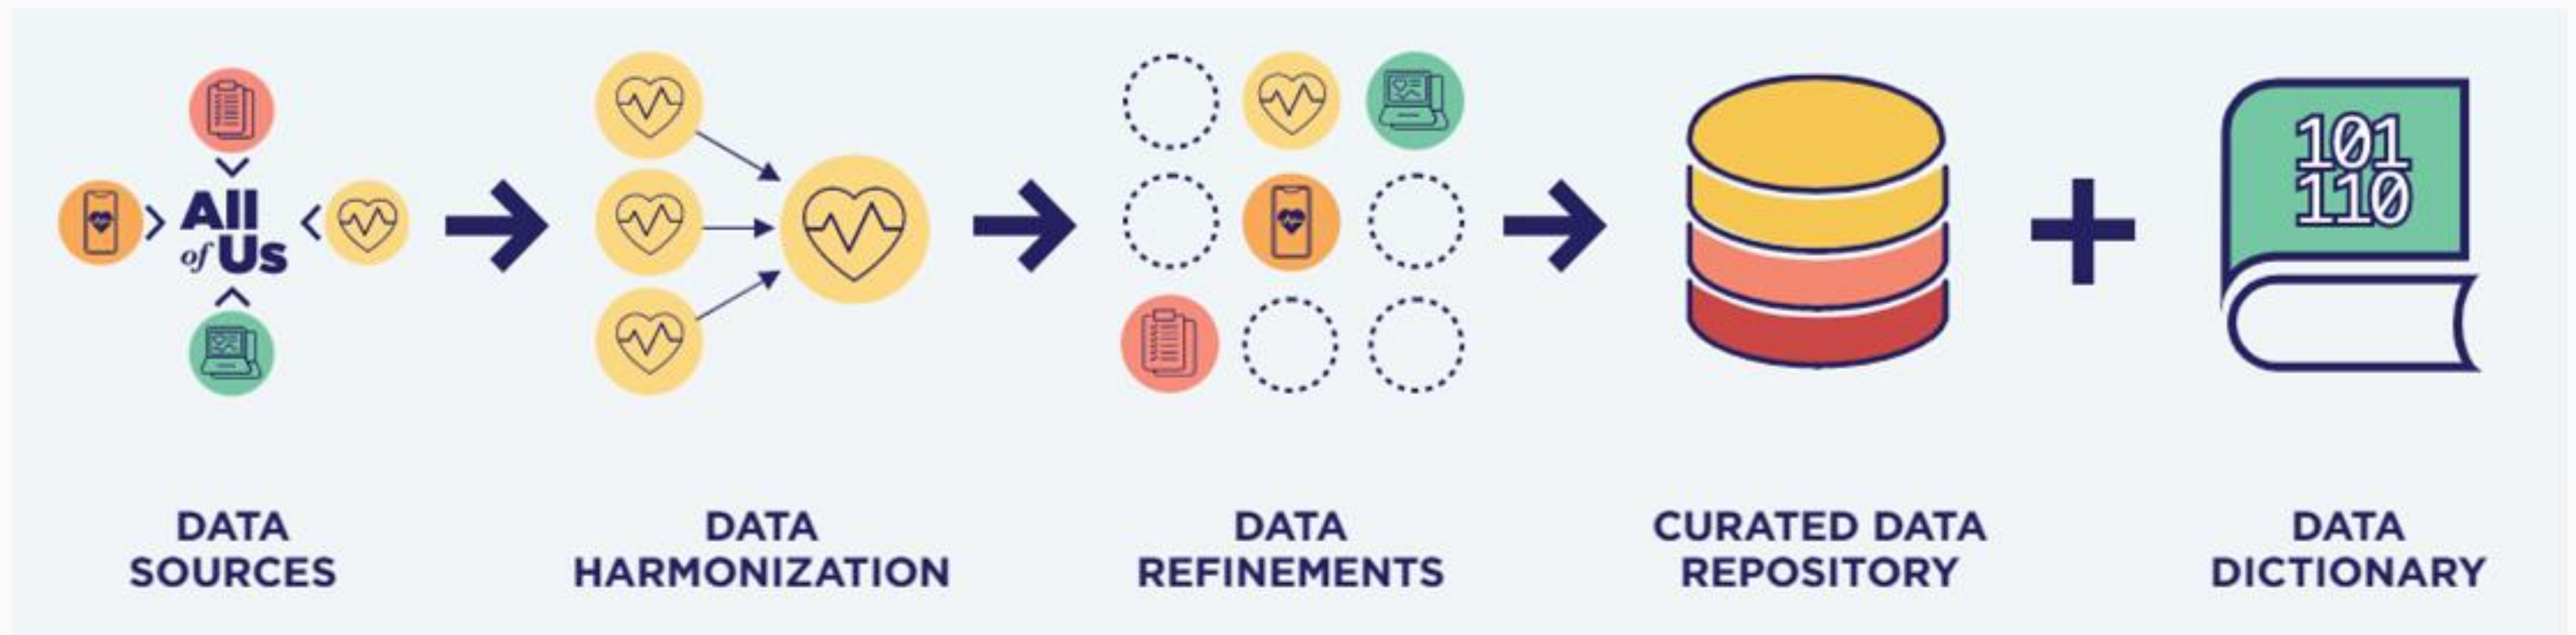 All
of Us
101
110
DATA
SOURCES
DATA
HARMONIZATION
DATA
REFINEMENTS
CURATED DATA
REPOSITORY
DATA
DICTIONARY